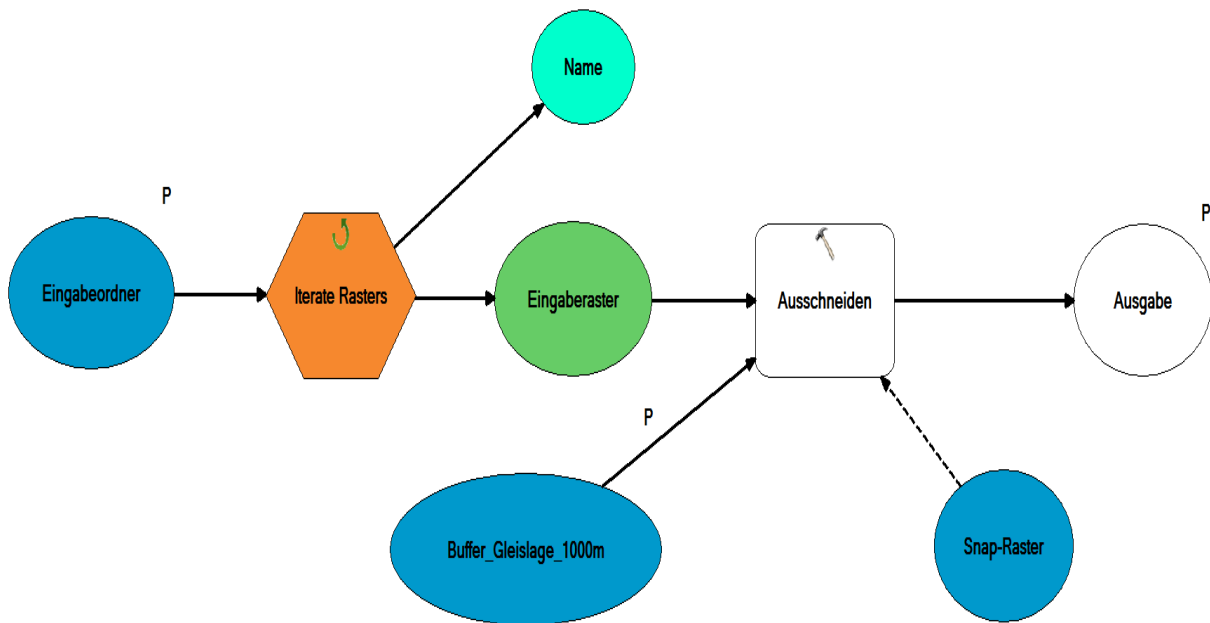 Name
P
P
Eingabeordner
Iterate Rasters
Eingaberaster
Ausschneiden
Ausgabe
P
Buffer_Gleislage_1000m
Snap-Raster